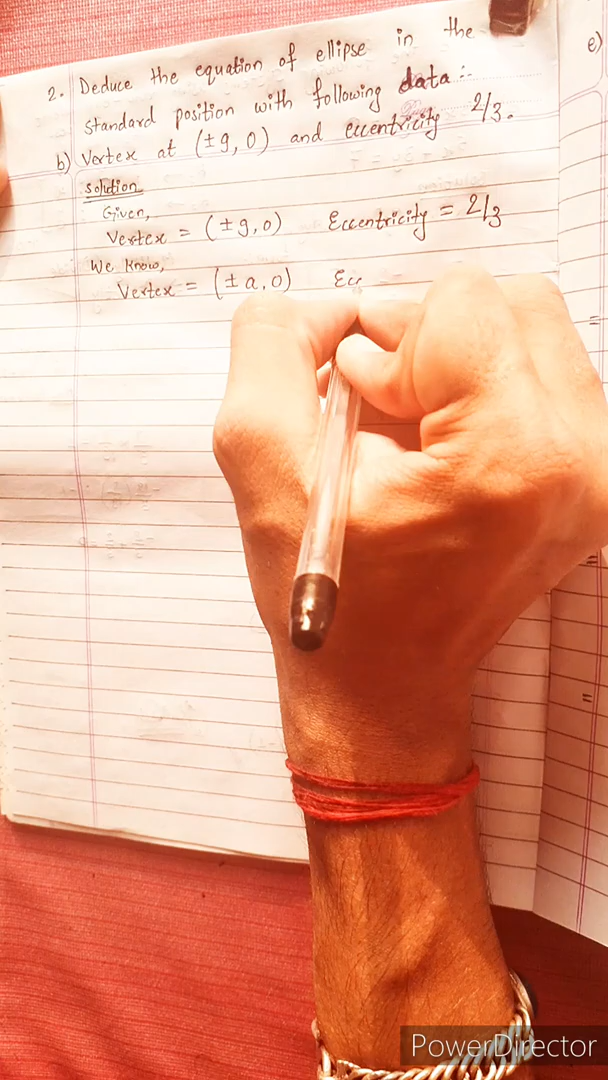 2. Deduce the equation of ellipse in the
standard position with following data :-
b) Vertex at (±9,0) and eccentricity 2/3.
solution
Given,
Vertex = (±9,0) Eccentricity = 2/3
We Know,
Vertex = (±a,0) Ecc
e)
=
=
=
PowerDirector